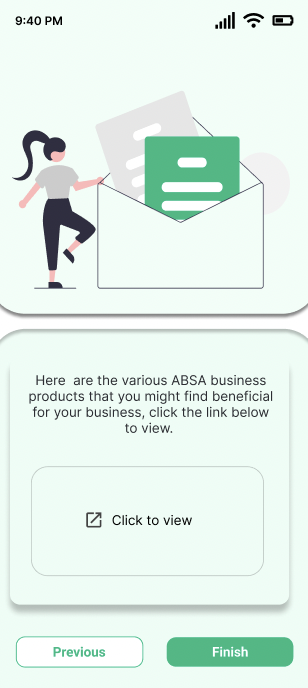 9:40 PM
Here  are the various ABSA business
products that you might find beneficial
for your business, click the link below
to view.
Click to view
Previous
Finish